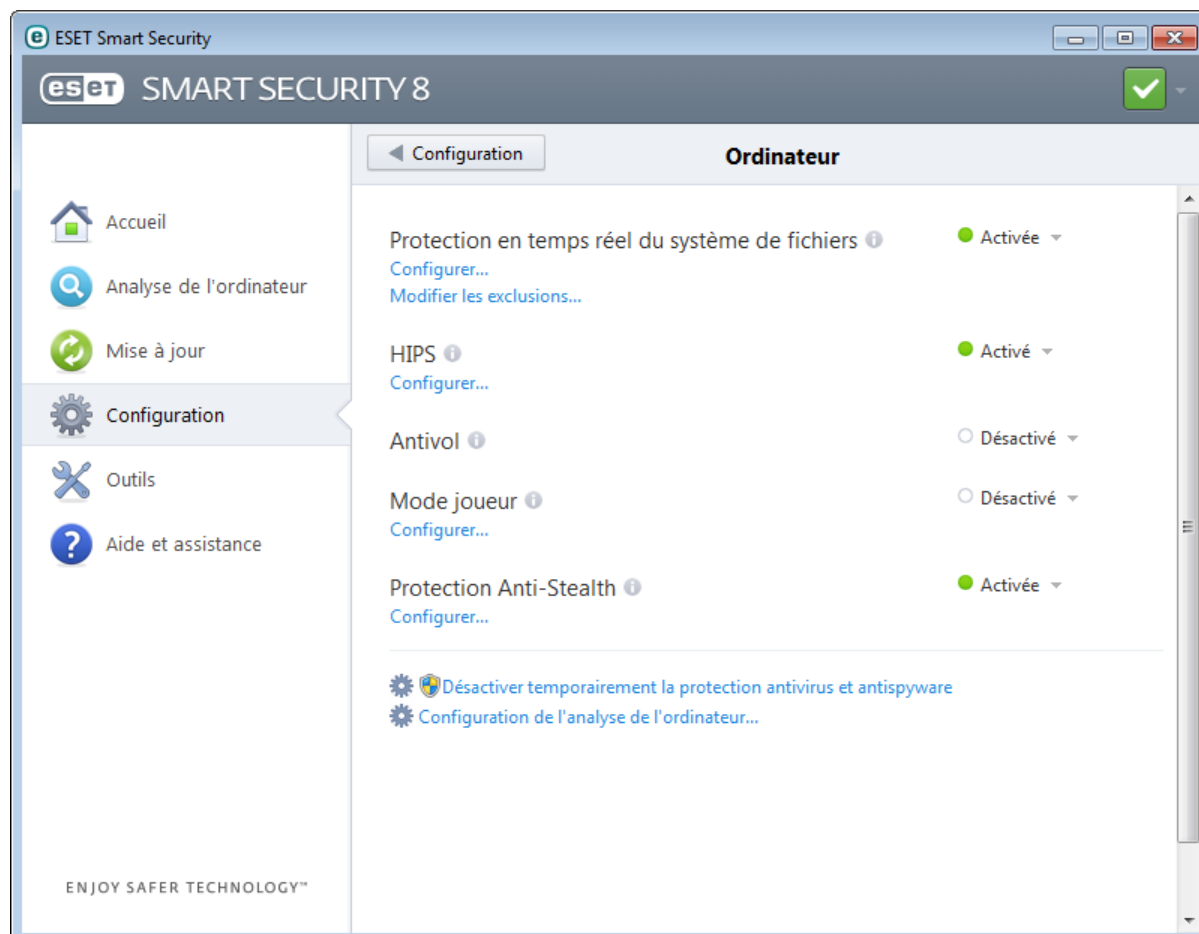 ESET Smart Security
eset SMART SECURITY 8
Configuration
Ordinateur
Accueil
Analyse de l'ordinateur
Mise à jour
Configuration
Outils
Aide et assistance
Protection en temps réel du système de fichiers
Activée
Configurer...
Modifier les exclusions...
HIPS
Activé
Configurer...
Antivol
Désactivé
Mode joueur
Désactivé
Configurer...
Protection Anti-Stealth
Activée
Configurer...
Désactiver temporairement la protection antivirus et antispyware
Configuration de l'analyse de l'ordinateur...
ENJOY SAFER TECHNOLOGY™